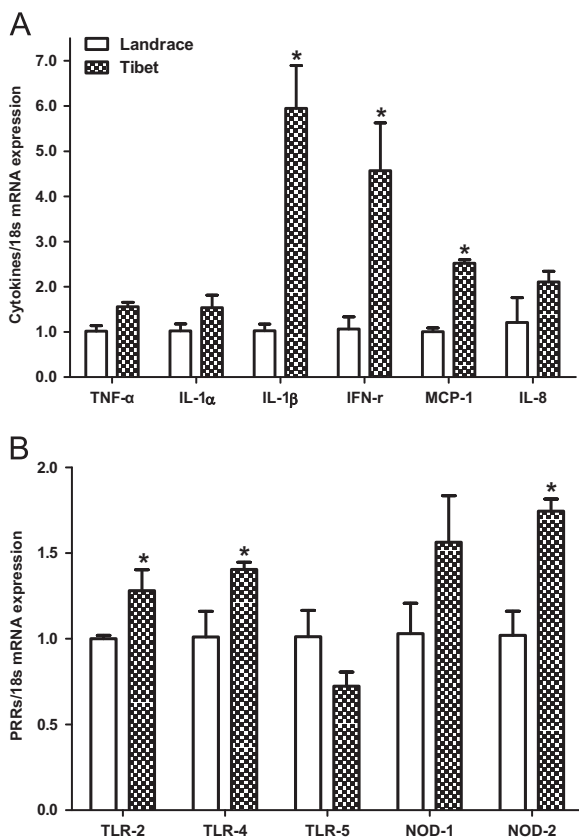 A
Landrace
Tibet
Cytokines/18s mRNA expression
7.0
6.0
5.0
4.0
3.0
2.0
1.0
0.0
*
*
*
TNF-α IL-1α IL-1β IFN-r MCP-1 IL-8
B
PRRs/18s mRNA expression
2.0
1.5
1.0
0.5
0.0
*
*
*
TLR-2 TLR-4 TLR-5 NOD-1 NOD-2